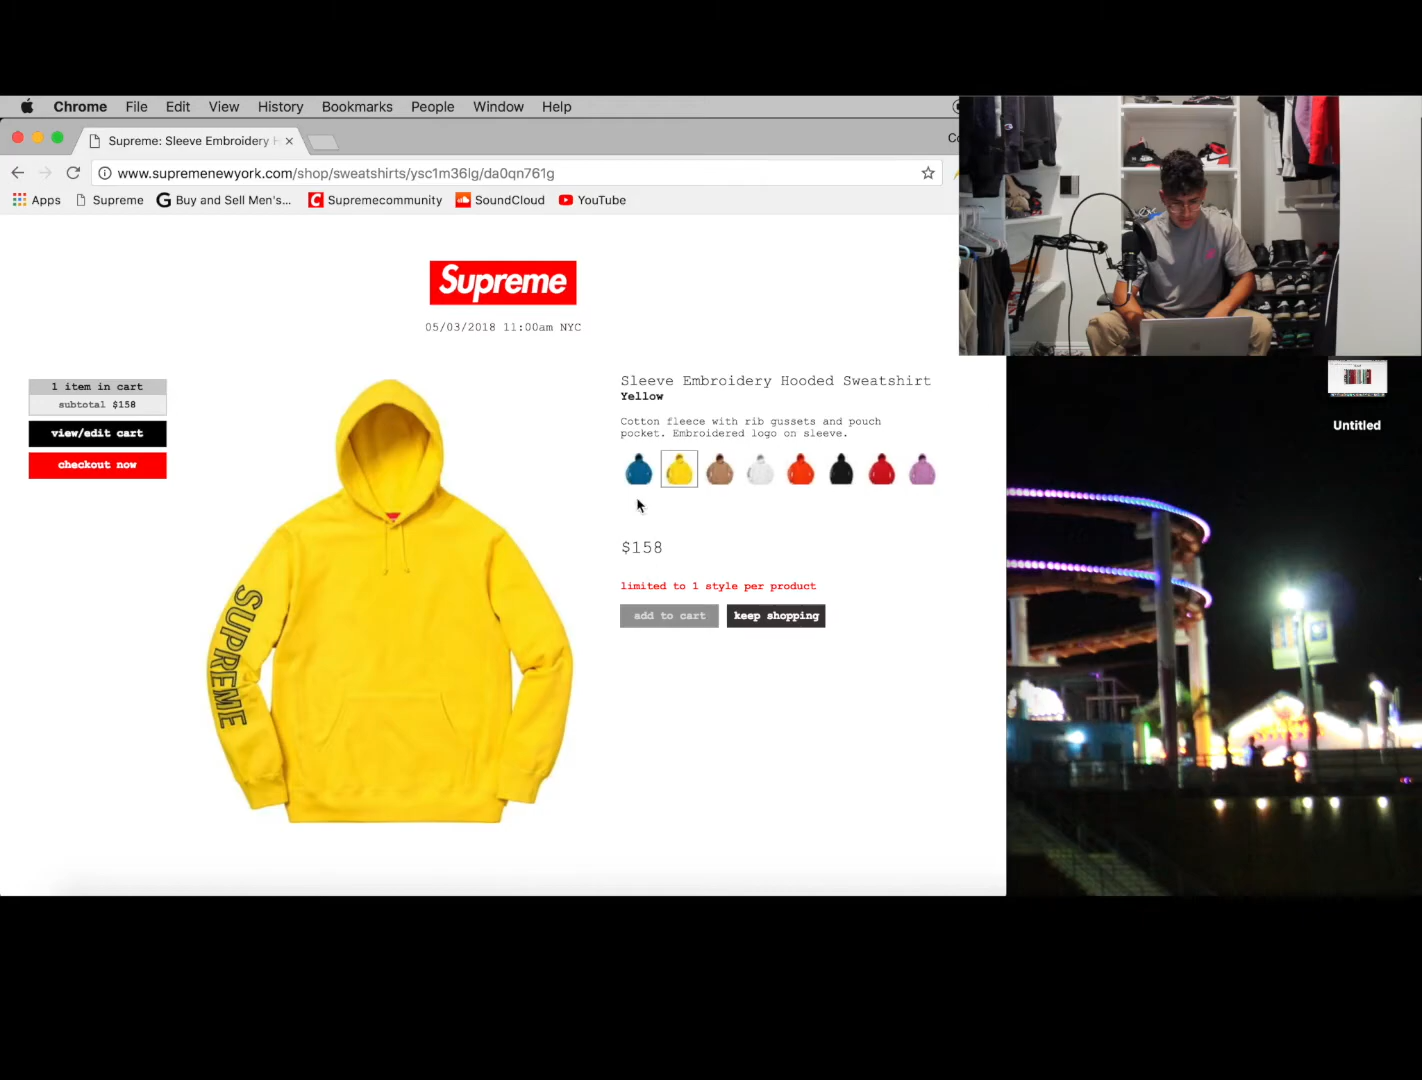 Chrome File Edit View History Bookmarks People Window Help
Supreme: Sleeve Embroidery H
www.supremenewyork.com/shop/sweatshirts/ysc1m36lg/da0qn761g
Apps Supreme Buy and Sell Men's... Supremecommunity SoundCloud YouTube
Supreme
05/03/2018 11:00am NYC
1 item in cart
subtotal $158
view/edit cart
checkout now
SUPREME
Sleeve Embroidery Hooded Sweatshirt
Yellow
Cotton fleece with rib gussets and pouch
pocket. Embroidered logo on sleeve.
$158
limited to 1 style per product
add to cart keep shopping
Untitled